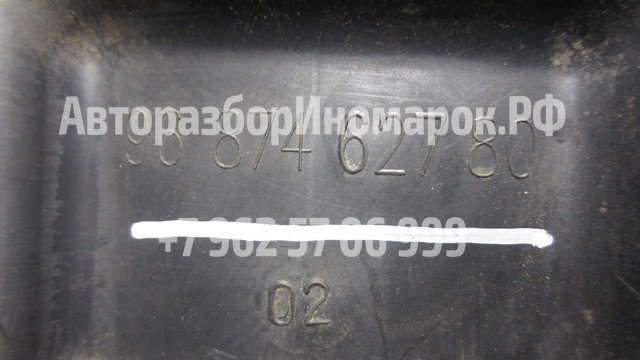 АвторазборИномарок.РФ
96 874 627 80
+7 962 57 06 999
02